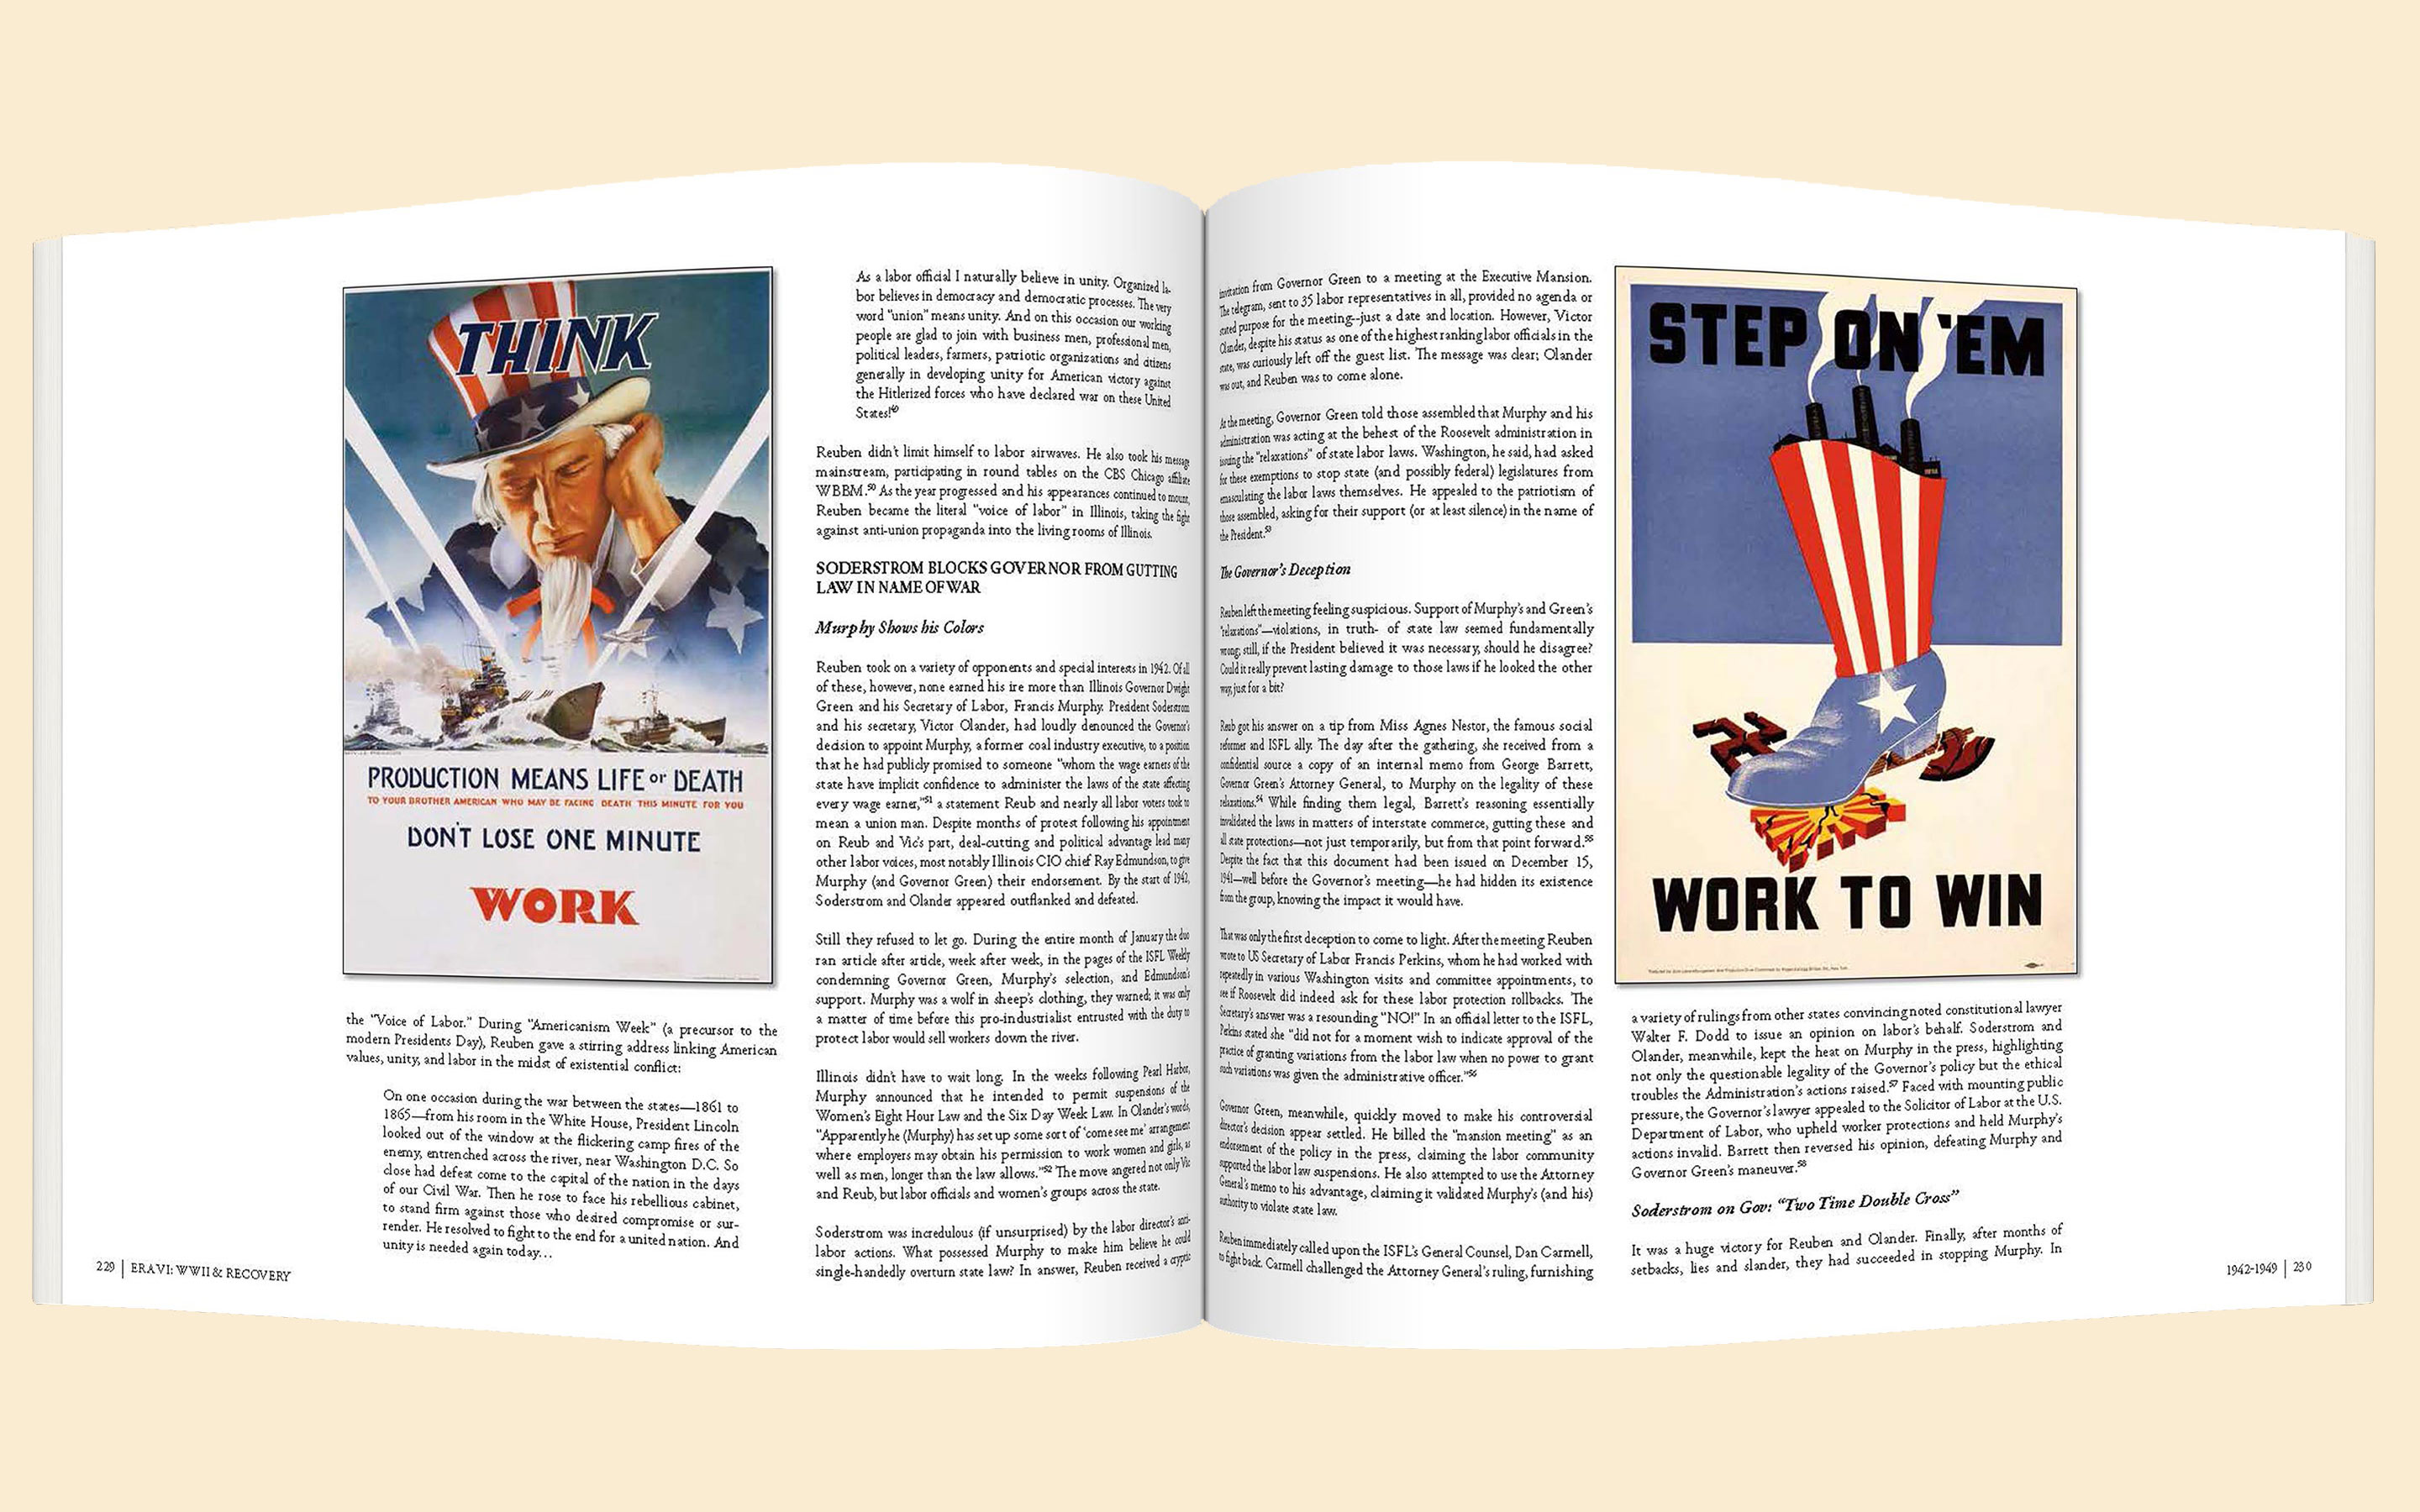 THINK
PRODUCTION MEANS LIFE or DEATH
TO YOUR BROTHER AMERICAN WHO MAY BE FACING DEATH THIS MINUTE FOR YOU
DON'T LOSE ONE MINUTE
WORK
the "Voice of Labor." During "Americanism Week" (a precursor to the
modern Presidents Day), Reuben gave a stirring address linking American
values, unity, and labor in the midst of existential conflict:
On one occasion during the war between the states—1861 to
1865—from his room in the White House, President Lincoln
looked out of the window at the flickering camp fires of the
enemy, entrenched across the river, near Washington D.C. So
close had defeat come to the capital of the nation in the days
of our Civil War. Then he rose to face his rebellious cabinet,
to stand firm against those who desired compromise or sur-
render. He resolved to fight to the end for a united nation. And
unity is needed again today…
229 | ERA VI: WWII & RECOVERY
As a labor official I naturally believe in unity. Organized la-
bor believes in democracy and democratic processes. The very
word "union" means unity. And on this occasion our working
people are glad to join with business men, professional men,
political leaders, farmers, patriotic organizations and citizens
generally in developing unity for American victory against
the Hitlerized forces who have declared war on these United
States!49
Reuben didn't limit himself to labor airwaves. He also took his message
mainstream, participating in round tables on the CBS Chicago affiliate
WBBM.50 As the year progressed and his appearances continued to mount,
Reuben became the literal "voice of labor" in Illinois, taking the fight
against anti-union propaganda into the living rooms of Illinois.
SODERSTROM BLOCKS GOVERNOR FROM GUTTING
LAW IN NAME OF WAR
Murphy Shows his Colors
Reuben took on a variety of opponents and special interests in 1942. Of all
of these, however, none earned his ire more than Illinois Governor Dwight
Green and his Secretary of Labor, Francis Murphy. President Soderstrom
and his secretary, Victor Olander, had loudly denounced the Governor's
decision to appoint Murphy, a former coal industry executive, to a position
that he had publicly promised to someone "whom the wage earners of the
state have implicit confidence to administer the laws of the state affecting
every wage earner,"51 a statement Reub and nearly all labor voters took to
mean a union man. Despite months of protest following his appointment
on Reub and Vic's part, deal-cutting and political advantage lead many
other labor voices, most notably Illinois CIO chief Ray Edmundson, to give
Murphy (and Governor Green) their endorsement. By the start of 1942,
Soderstrom and Olander appeared outflanked and defeated.
Still they refused to let go. During the entire month of January the duo
ran article after article, week after week, in the pages of the ISFL Weekly
condemning Governor Green, Murphy's selection, and Edmundson's
support. Murphy was a wolf in sheep's clothing, they warned; it was only
a matter of time before this pro-industrialist entrusted with the duty to
protect labor would sell workers down the river.
Illinois didn't have to wait long. In the weeks following Pearl Harbor,
Murphy announced that he intended to permit suspensions of the
Women's Eight Hour Law and the Six Day Week Law. In Olander's words,
"Apparently he (Murphy) has set up some sort of 'come see me' arrangement
where employers may obtain his permission to work women and girls, as
well as men, longer than the law allows."52 The move angered not only Vic
and Reub, but labor officials and women's groups across the state.
Soderstrom was incredulous (if unsurprised) by the labor director's anti-
labor actions. What possessed Murphy to make him believe he could
single-handedly overturn state law? In answer, Reuben received a cryptic
invitation from Governor Green to a meeting at the Executive Mansion.
The telegram, sent to 35 labor representatives in all, provided no agenda or
stated purpose for the meeting--just a date and location. However, Victor
Olander, despite his status as one of the highest ranking labor officials in the
state, was curiously left off the guest list. The message was clear; Olander
was out, and Reuben was to come alone.
At the meeting, Governor Green told those assembled that Murphy and his
administration was acting at the behest of the Roosevelt administration in
issuing the "relaxations" of state labor laws. Washington, he said, had asked
for these exemptions to stop state (and possibly federal) legislatures from
emasculating the labor laws themselves. He appealed to the patriotism of
those assembled, asking for their support (or at least silence) in the name of
the President.53
The Governor's Deception
Reuben left the meeting feeling suspicious. Support of Murphy's and Green's
"relaxations"—violations, in truth- of state law seemed fundamentally
wrong; still, if the President believed it was necessary, should he disagree?
Could it really prevent lasting damage to those laws if he looked the other
way, just for a bit?
Reub got his answer on a tip from Miss Agnes Nestor, the famous social
reformer and ISFL ally. The day after the gathering, she received from a
confidential source a copy of an internal memo from George Barrett,
Governor Green's Attorney General, to Murphy on the legality of these
relaxations.54 While finding them legal, Barrett's reasoning essentially
invalidated the laws in matters of interstate commerce, gutting these and
all state protections—not just temporarily, but from that point forward.55
Despite the fact that this document had been issued on December 15,
1941—well before the Governor's meeting—he had hidden its existence
from the group, knowing the impact it would have.
That was only the first deception to come to light. After the meeting Reuben
wrote to US Secretary of Labor Francis Perkins, whom he had worked with
repeatedly in various Washington visits and committee appointments, to
see if Roosevelt did indeed ask for these labor protection rollbacks. The
Secretary's answer was a resounding "NO!" In an official letter to the ISFL,
Perkins stated she "did not for a moment wish to indicate approval of the
practice of granting variations from the labor law when no power to grant
such variations was given the administrative officer."56
Governor Green, meanwhile, quickly moved to make his controversial
director's decision appear settled. He billed the "mansion meeting" as an
endorsement of the policy in the press, claiming the labor community
supported the labor law suspensions. He also attempted to use the Attorney
General's memo to his advantage, claiming it validated Murphy's (and his)
authority to violate state law.
Reuben immediately called upon the ISFL's General Counsel, Dan Carmell,
to fight back. Carmell challenged the Attorney General's ruling, furnishing
STEP ON 'EM
WORK TO WIN
a variety of rulings from other states convincing noted constitutional lawyer
Walter F. Dodd to issue an opinion on labor's behalf. Soderstrom and
Olander, meanwhile, kept the heat on Murphy in the press, highlighting
not only the questionable legality of the Governor's policy but the ethical
troubles the Administration's actions raised.57 Faced with mounting public
pressure, the Governor's lawyer appealed to the Solicitor of Labor at the U.S.
Department of Labor, who upheld worker protections and held Murphy's
actions invalid. Barrett then reversed his opinion, defeating Murphy and
Governor Green's maneuver.58
Soderstrom on Gov: "Two Time Double Cross"
It was a huge victory for Reuben and Olander. Finally, after months of
setbacks, lies and slander, they had succeeded in stopping Murphy. In
1942-1949 | 230